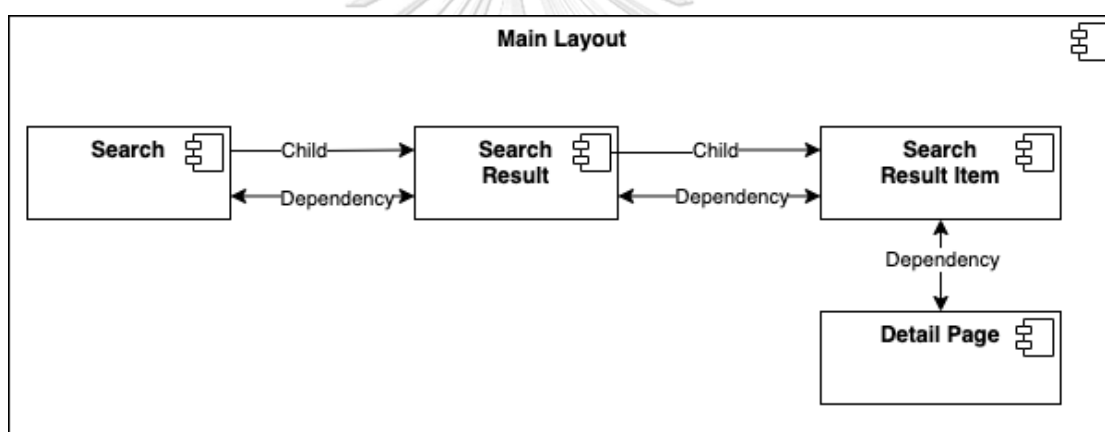 Main Layout
Search
Child
Search
Result
Child
Search
Result Item
Dependency
Dependency
Dependency
Detail Page